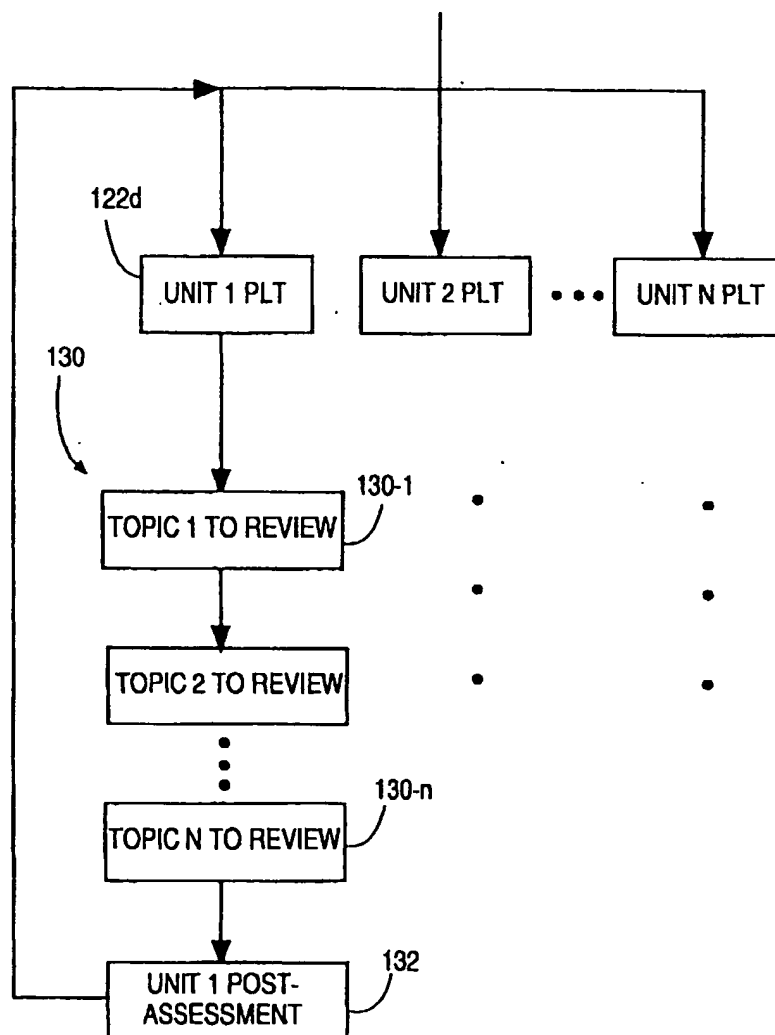 122d
UNIT 1 PLT
UNIT 2 PLT
UNIT N PLT
130
130-1
TOPIC 1 TO REVIEW
TOPIC 2 TO REVIEW
130-n
TOPIC N TO REVIEW
UNIT 1 POST-
ASSESSMENT
132